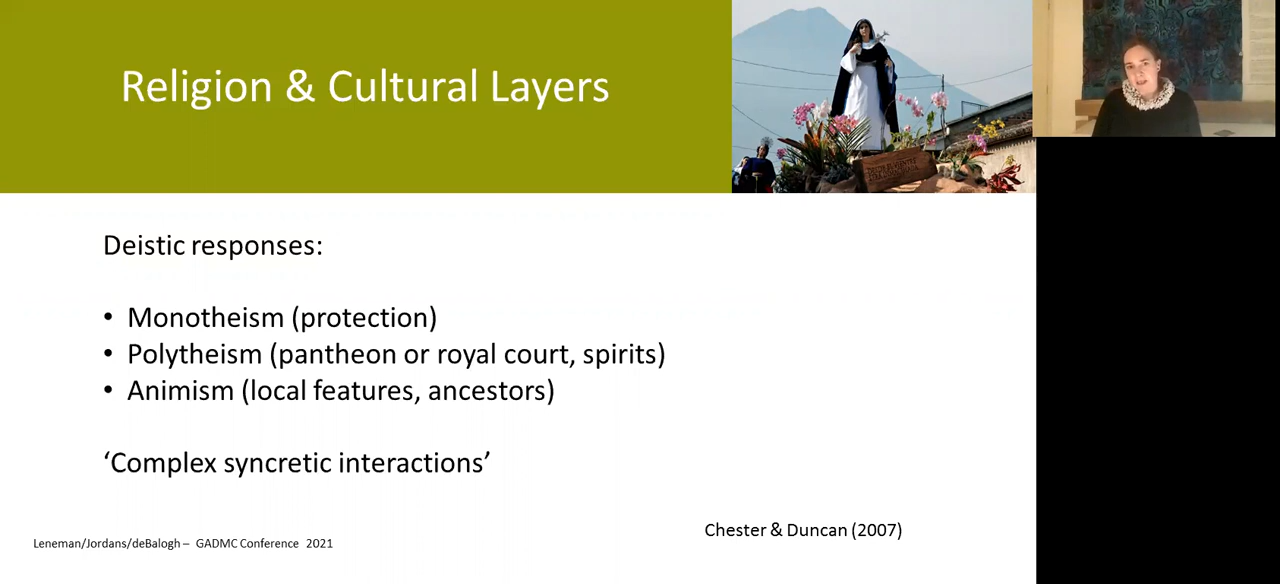 Religion & Cultural Layers
Deistic responses:
• Monotheism (protection)
• Polytheism (pantheon or royal court, spirits)
• Animism (local features, ancestors)
‘Complex syncretic interactions’
Chester & Duncan (2007)
Leneman/Jordans/deBalogh – GADMC Conference 2021